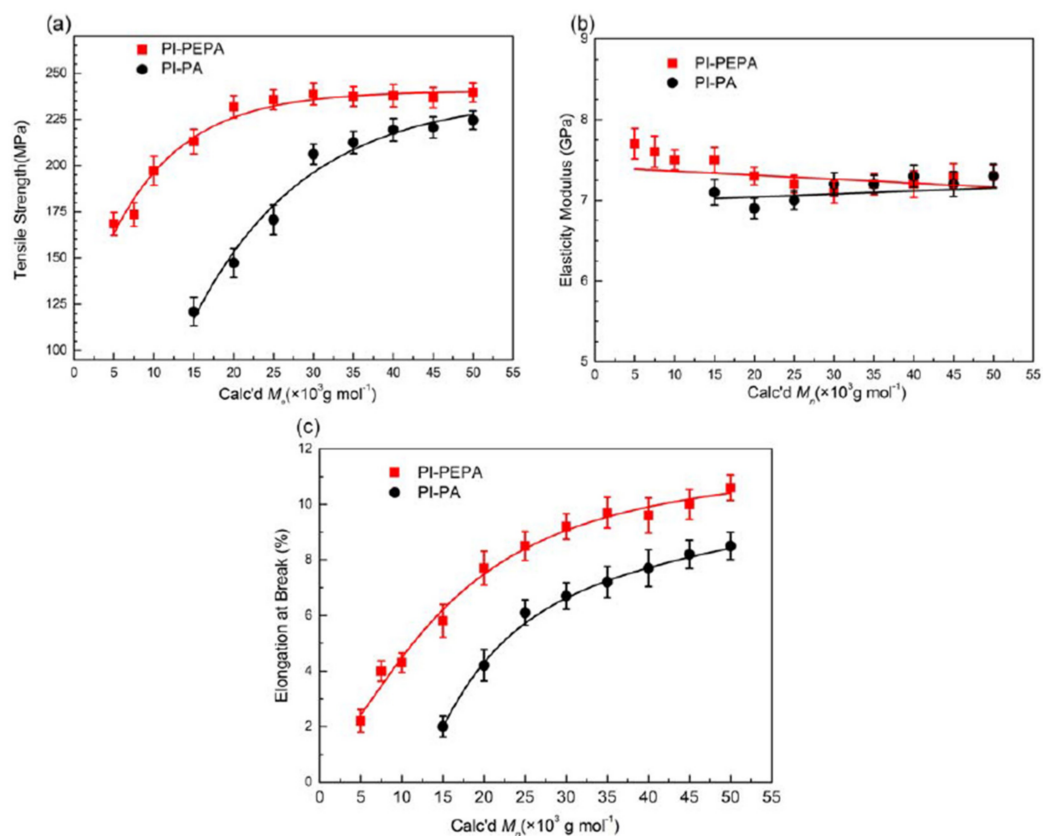 (a)
PI-PEPA
PI-PA
250
225
200
175
150
125
100
Tensile Strength(MPa)
5 10 15 20 25 30 35 40 45 50 55
Calc'd Mₙ(×10³g mol⁻¹)
(b)
PI-PEPA
PI-PA
9
8
7
6
5
Elasticity Modulus (GPa)
0 5 10 15 20 25 30 35 40 45 50 55
Calc'd Mₙ(×10³g mol⁻¹)
(c)
PI-PEPA
PI-PA
12
10
8
6
4
2
0
Elongation at Break (%)
0 5 10 15 20 25 30 35 40 45 50 55
Calc'd Mₙ(×10³ g mol⁻¹)